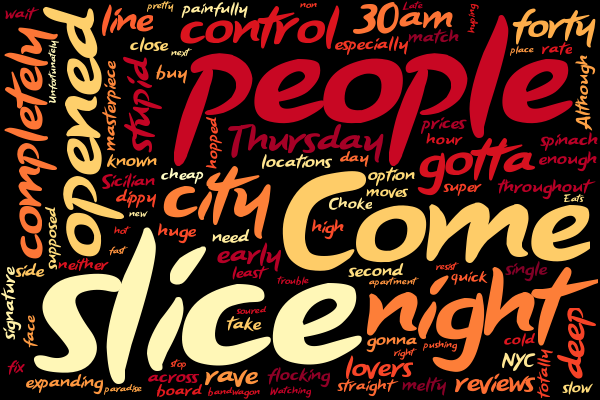 wait
pretty
painfully
non
Late
hyping
line
control
30am
forty
close
next
especially
match
place
rate
completely
Unfortunately
opened
masterpiece
stupid
buy
people
Although
hopped
Thursday
prices
hour
spinach
known
locations
day
gotta
enough
Sicilian
cheap
option
super
throughout
dippy
city
moves
new
Choke
Come
Eats
supposed
hot
huge
need
high
fast
early
side
neither
least
second
resist
single
signature
slice
trouble
apartment
quick
night
deep
soured
take
face
gonna
right
pushing
cold
NYC
totally
fix
stop
lovers
expanding
across
rave
flocking
straight
melty
reviews
slow
paradise
board
bandwagon
Watching